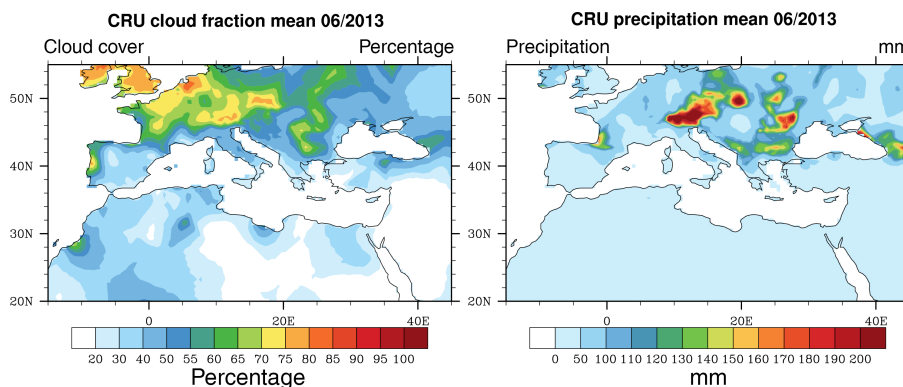 CRU cloud fraction mean 06/2013
CRU precipitation mean 06/2013
Cloud cover
Percentage
Precipitation
mm
50N
40N
30N
20N
0
20E
40E
50N
40N
30N
20N
0
20E
40E
20 30 40 50 55 60 65 70 75 80 85 90 95 100
Percentage
0 50 100 110 120 130 140 150 160 170 180 190 200
mm